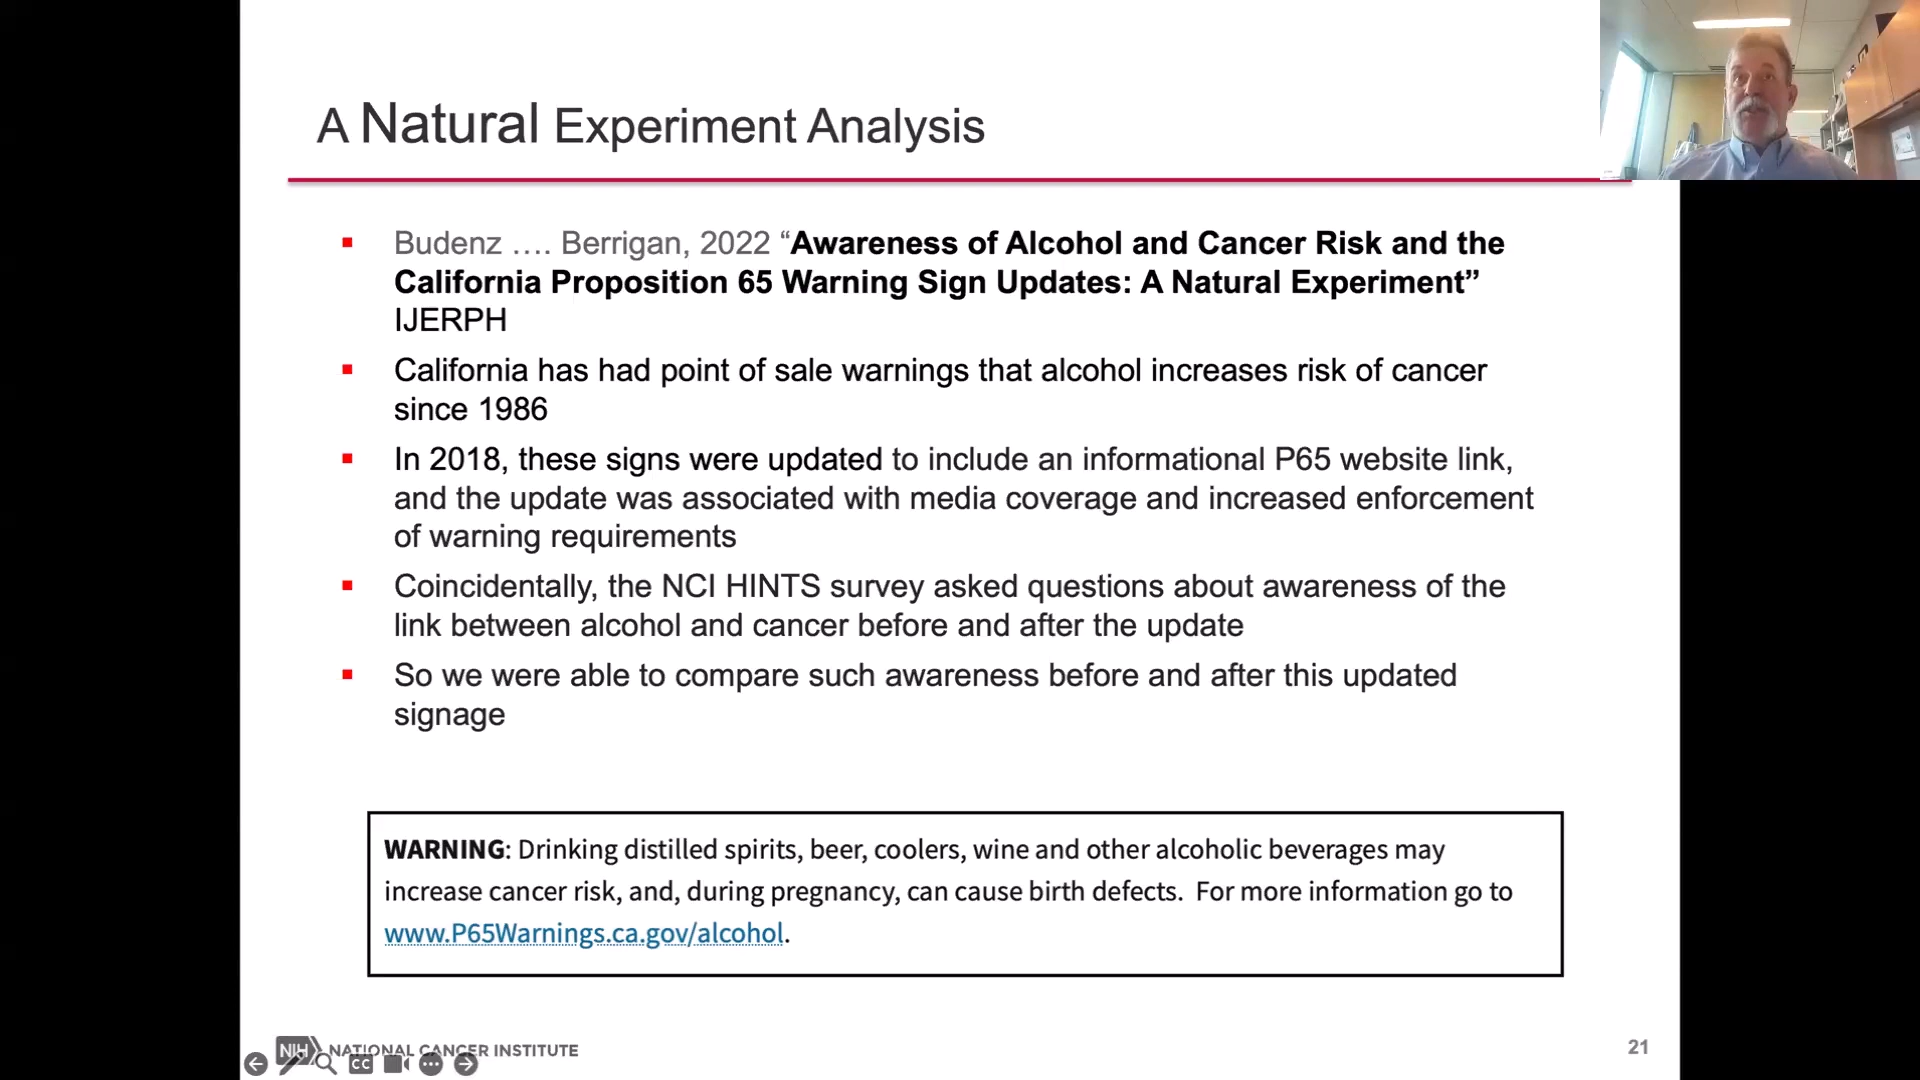 A Natural Experiment Analysis
Budenz .... Berrigan, 2022 “Awareness of Alcohol and Cancer Risk and the
California Proposition 65 Warning Sign Updates: A Natural Experiment”
IJERPH
California has had point of sale warnings that alcohol increases risk of cancer
since 1986
In 2018, these signs were updated to include an informational P65 website link,
and the update was associated with media coverage and increased enforcement
of warning requirements
Coincidentally, the NCI HINTS survey asked questions about awareness of the
link between alcohol and cancer before and after the update
So we were able to compare such awareness before and after this updated
signage
WARNING: Drinking distilled spirits, beer, coolers, wine and other alcoholic beverages may
increase cancer risk, and, during pregnancy, can cause birth defects.  For more information go to
www.P65Warnings.ca.gov/alcohol.
NIH NATIONAL CANCER INSTITUTE
CC
21